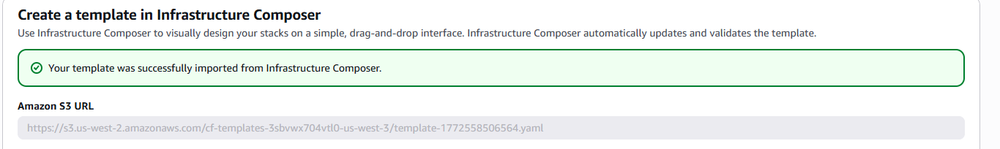 Create a template in Infrastructure Composer
Use Infrastructure Composer to visually design your stacks on a simple, drag-and-drop interface. Infrastructure Composer automatically updates and validates the template.
Your template was successfully imported from Infrastructure Composer.
Amazon S3 URL
https://s3.us-west-2.amazonaws.com/cf-templates-3sbvwx704vtl0-us-west-3/template-1772558506564.yaml